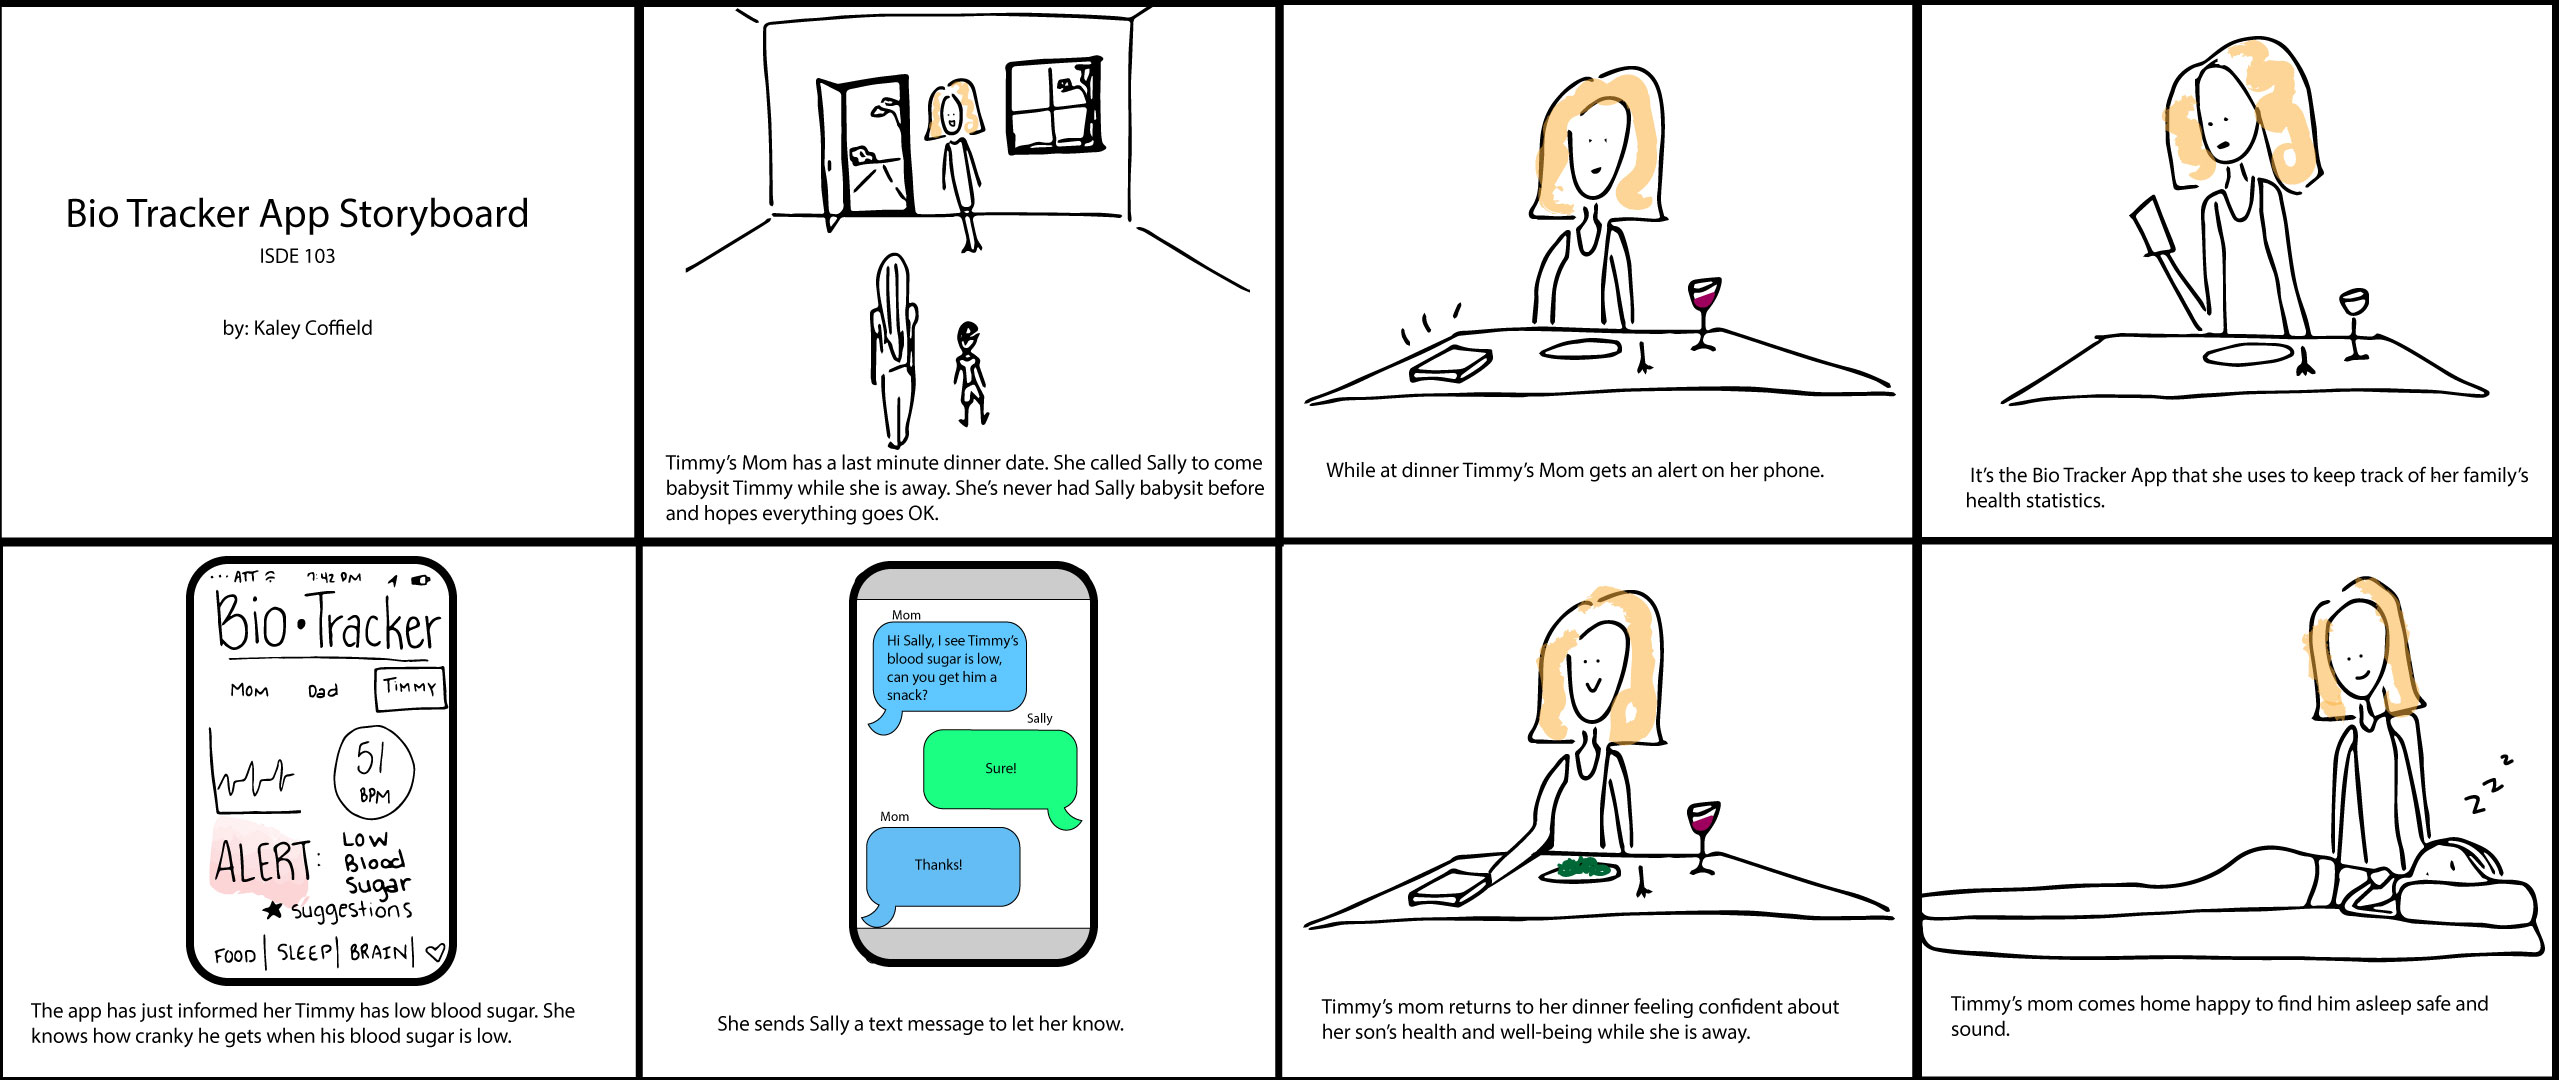 Bio Tracker App Storyboard
ISDE 103
by: Kaley Coffield
Timmy's Mom has a last minute dinner date. She called Sally to come
babysit Timmy while she is away. She's never had Sally babysit before
and hopes everything goes OK.
While at dinner Timmy's Mom gets an alert on her phone.
It's the Bio Tracker App that she uses to keep track of her family's
health statistics.
... ATT 7:42 PM
Bio•Tracker
Mom Dad Timmy
51
BPM
ALERT: Low
Blood
Sugar
★ suggestions
FOOD | SLEEP | BRAIN | ♡
The app has just informed her Timmy has low blood sugar. She
knows how cranky he gets when his blood sugar is low.
Mom
Hi Sally, I see Timmy's
blood sugar is low,
can you get him a
snack?
Sally
Sure!
Mom
Thanks!
She sends Sally a text message to let her know.
Timmy's mom returns to her dinner feeling confident about
her son's health and well-being while she is away.
z z z
Timmy's mom comes home happy to find him asleep safe and
sound.